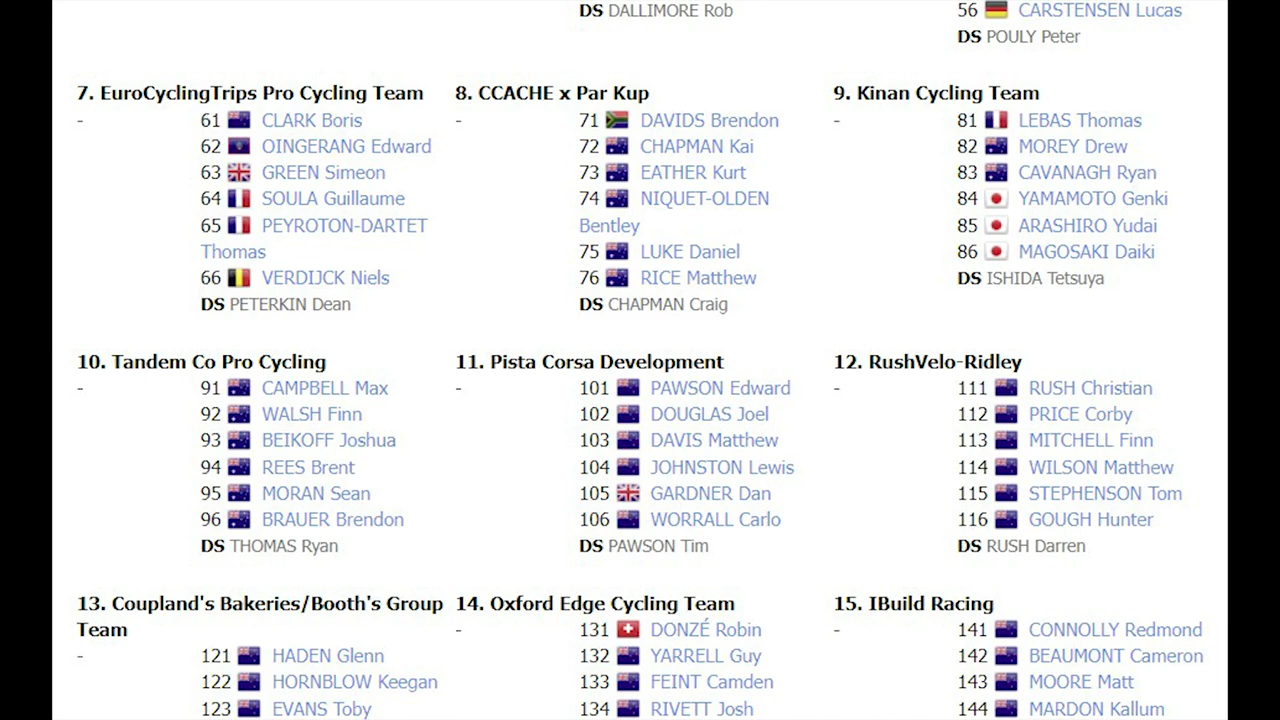 DS DALLIMORE Rob
56 CARSTENSEN Lucas
DS POULY Peter
7. EuroCyclingTrips Pro Cycling Team
-
61 CLARK Boris
62 OINGERANG Edward
63 GREEN Simeon
64 SOULA Guillaume
65 PEYROTON-DARTET
Thomas
66 VERDIJCK Niels
DS PETERKIN Dean
8. CCACHE x Par Kup
-
71 DAVIDS Brendon
72 CHAPMAN Kai
73 EATHER Kurt
74 NIQUET-OLDEN
Bentley
75 LUKE Daniel
76 RICE Matthew
DS CHAPMAN Craig
9. Kinan Cycling Team
-
81 LEBAS Thomas
82 MOREY Drew
83 CAVANAGH Ryan
84 YAMAMOTO Genki
85 ARASHIRO Yudai
86 MAGOSAKI Daiki
DS ISHIDA Tetsuya
10. Tandem Co Pro Cycling
-
91 CAMPBELL Max
92 WALSH Finn
93 BEIKOFF Joshua
94 REES Brent
95 MORAN Sean
96 BRAUER Brendon
DS THOMAS Ryan
11. Pista Corsa Development
-
101 PAWSON Edward
102 DOUGLAS Joel
103 DAVIS Matthew
104 JOHNSTON Lewis
105 GARDNER Dan
106 WORRALL Carlo
DS PAWSON Tim
12. RushVelo-Ridley
-
111 RUSH Christian
112 PRICE Corby
113 MITCHELL Finn
114 WILSON Matthew
115 STEPHENSON Tom
116 GOUGH Hunter
DS RUSH Darren
13. Coupland's Bakeries/Booth's Group
Team
-
121 HADEN Glenn
122 HORNBLOW Keegan
123 EVANS Toby
14. Oxford Edge Cycling Team
-
131 DONZÉ Robin
132 YARRELL Guy
133 FEINT Camden
134 RIVETT Josh
15. IBuild Racing
-
141 CONNOLLY Redmond
142 BEAUMONT Cameron
143 MOORE Matt
144 MARDON Kallum